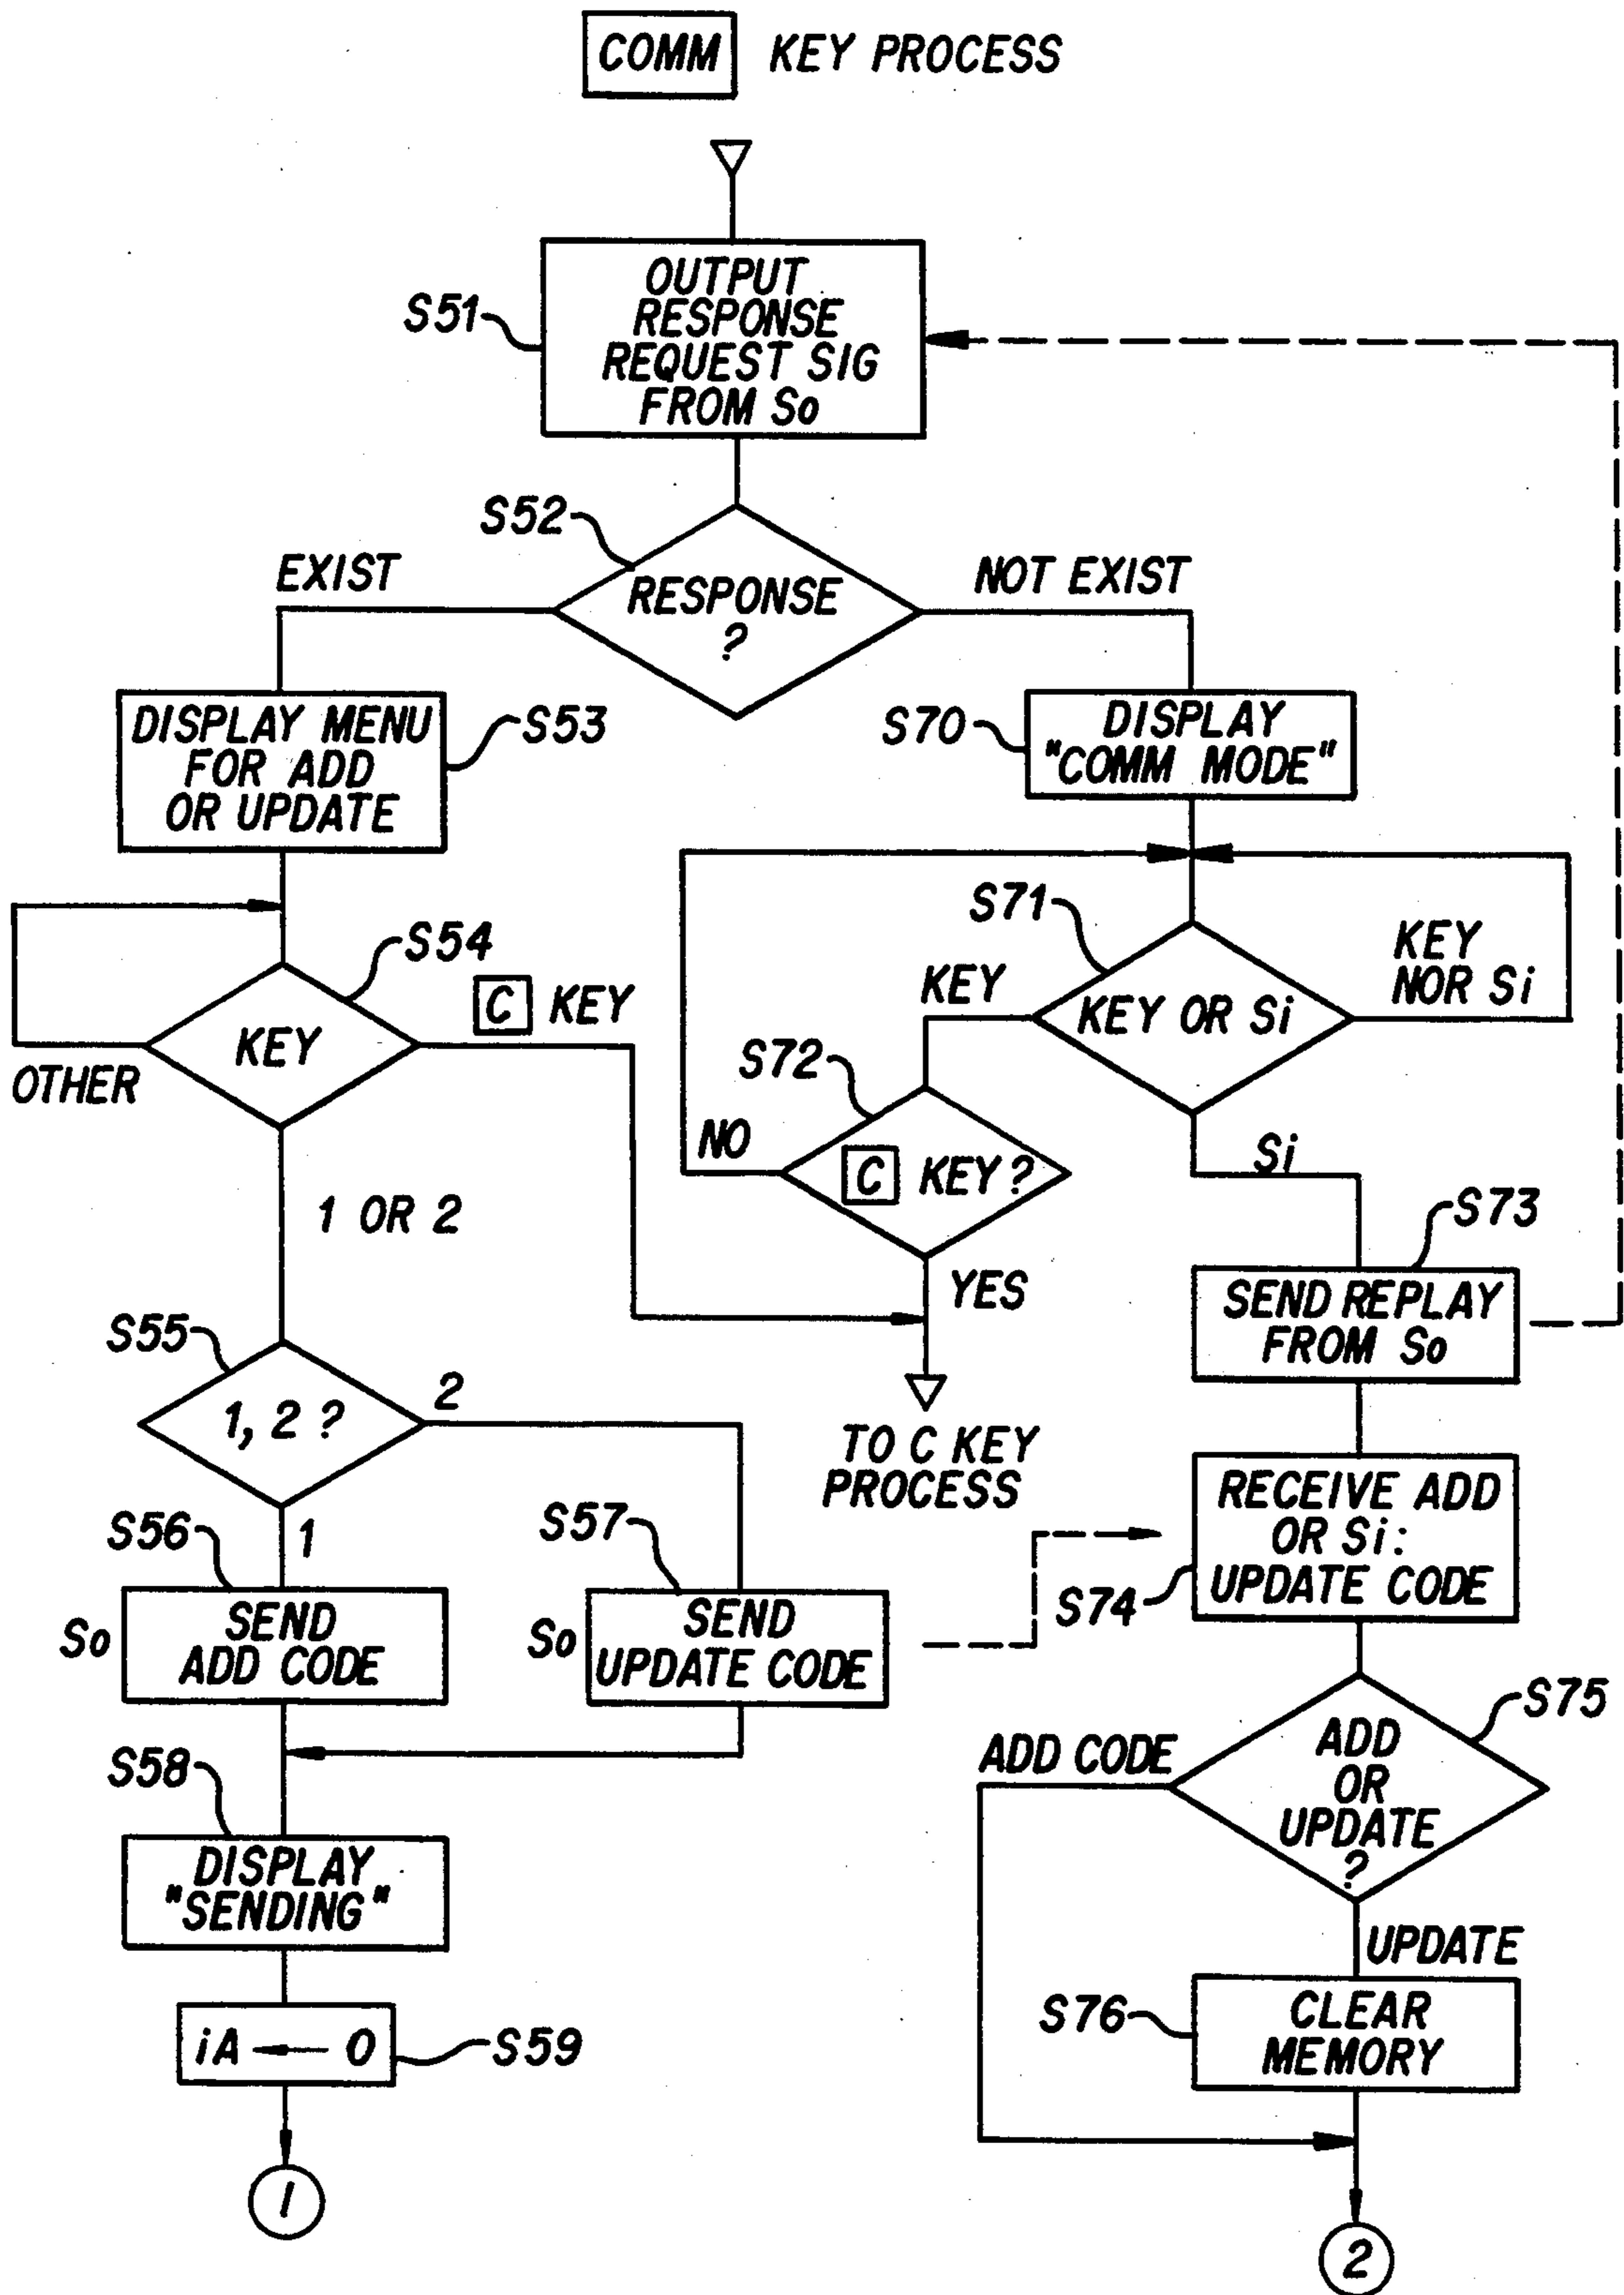 COMM KEY PROCESS
S51
OUTPUT
RESPONSE
REQUEST SIG
FROM So
S52
EXIST
RESPONSE
?
NOT EXIST
DISPLAY MENU
FOR ADD
OR UPDATE
S53
S70
DISPLAY
"COMM MODE"
S54
KEY
C KEY
OTHER
1 OR 2
S71
KEY
KEY OR Si
KEY
NOR Si
S72
NO
C KEY?
YES
TO C KEY
PROCESS
Si
S73
SEND REPLAY
FROM So
S55
1, 2 ?
2
1
S56
So
SEND
ADD CODE
S57
So
SEND
UPDATE CODE
S74
RECEIVE ADD
OR Si:
UPDATE CODE
S75
ADD CODE
ADD
OR
UPDATE
?
UPDATE
S58
DISPLAY
"SENDING"
S76
CLEAR
MEMORY
iA ← 0
S59
1
2